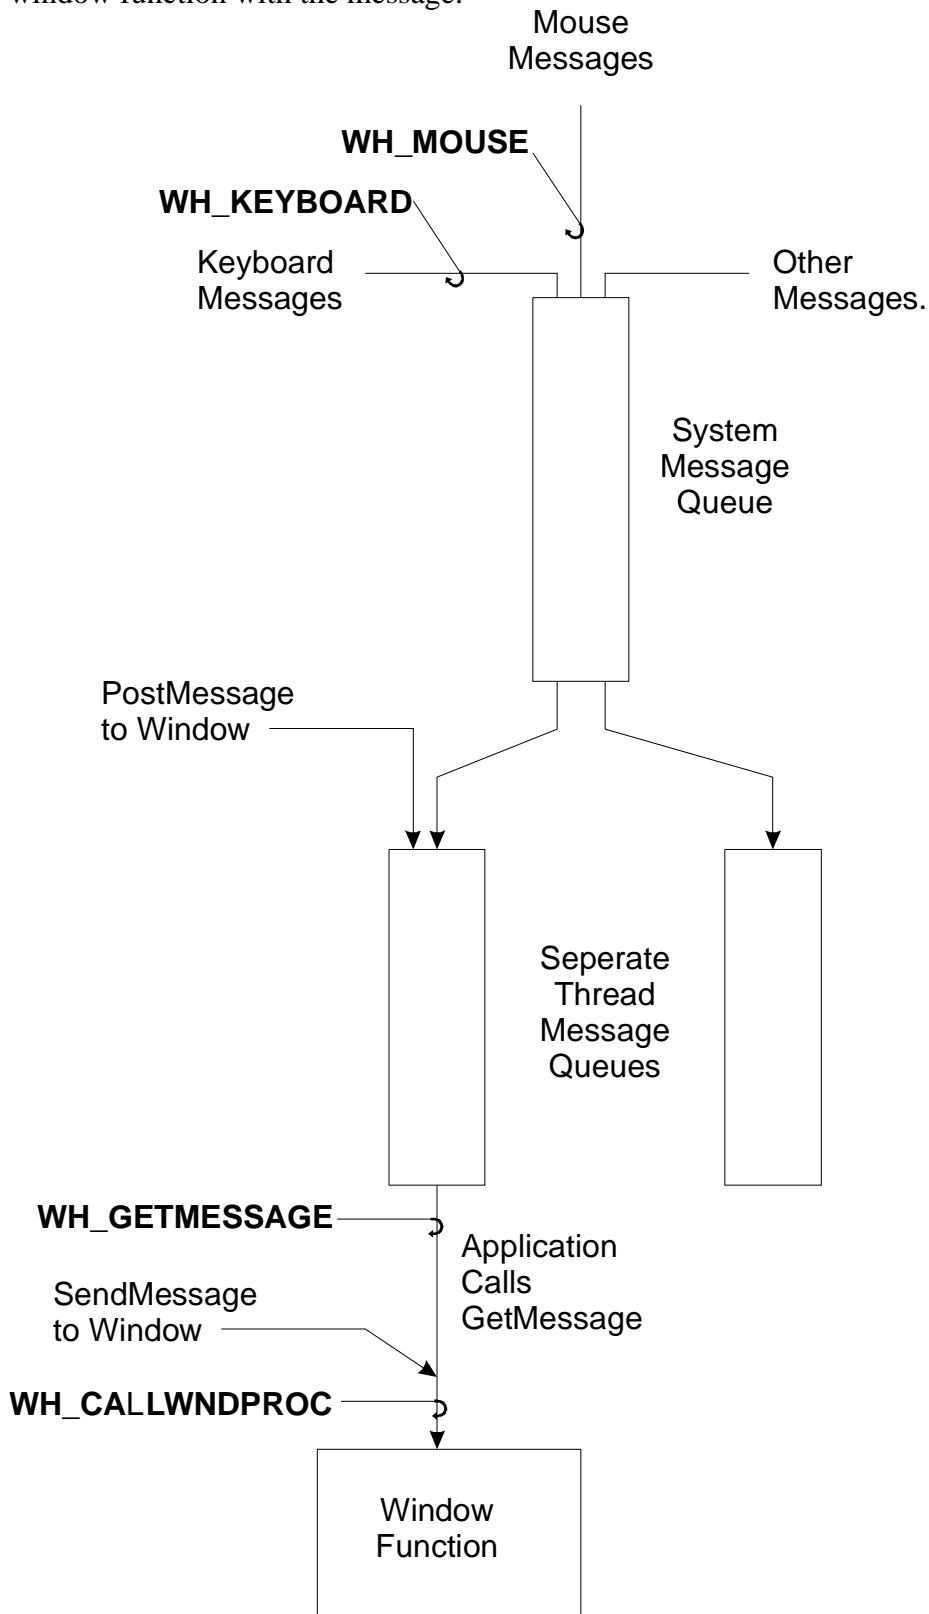 window function with the message.
Mouse
Messages
WH_MOUSE
WH_KEYBOARD
Keyboard
Messages
Other
Messages.
System
Message
Queue
PostMessage
to Window
Seperate
Thread
Message
Queues
WH_GETMESSAGE
Application
Calls
GetMessage
SendMessage
to Window
WH_CALLWNDPROC
Window
Function